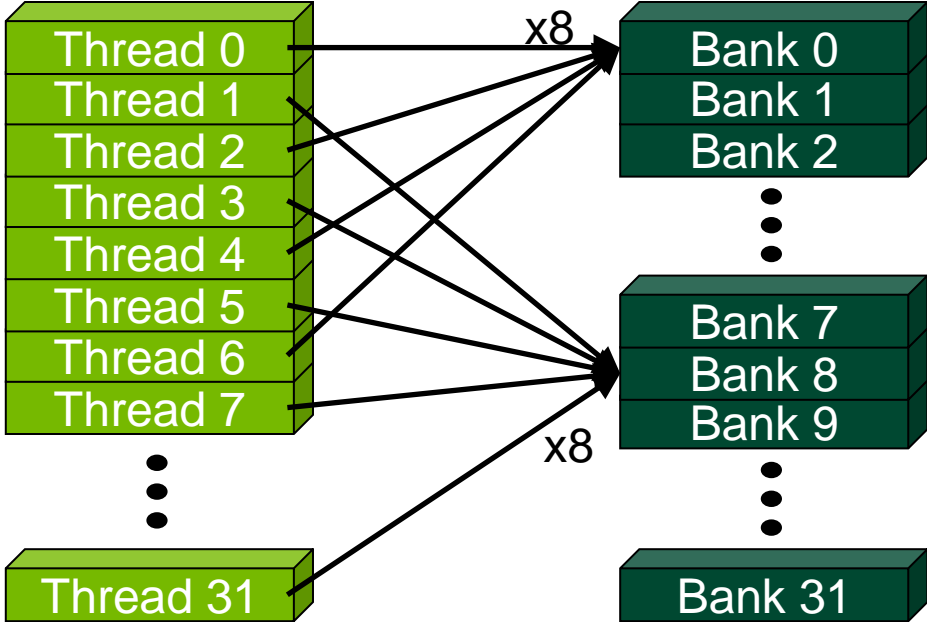 x8
Thread 0
Thread 1
Thread 2
Thread 3
Thread 4
Thread 5
Thread 6
Thread 7
Thread 31
x8
Bank 0
Bank 1
Bank 2
Bank 7
Bank 8
Bank 9
Bank 31